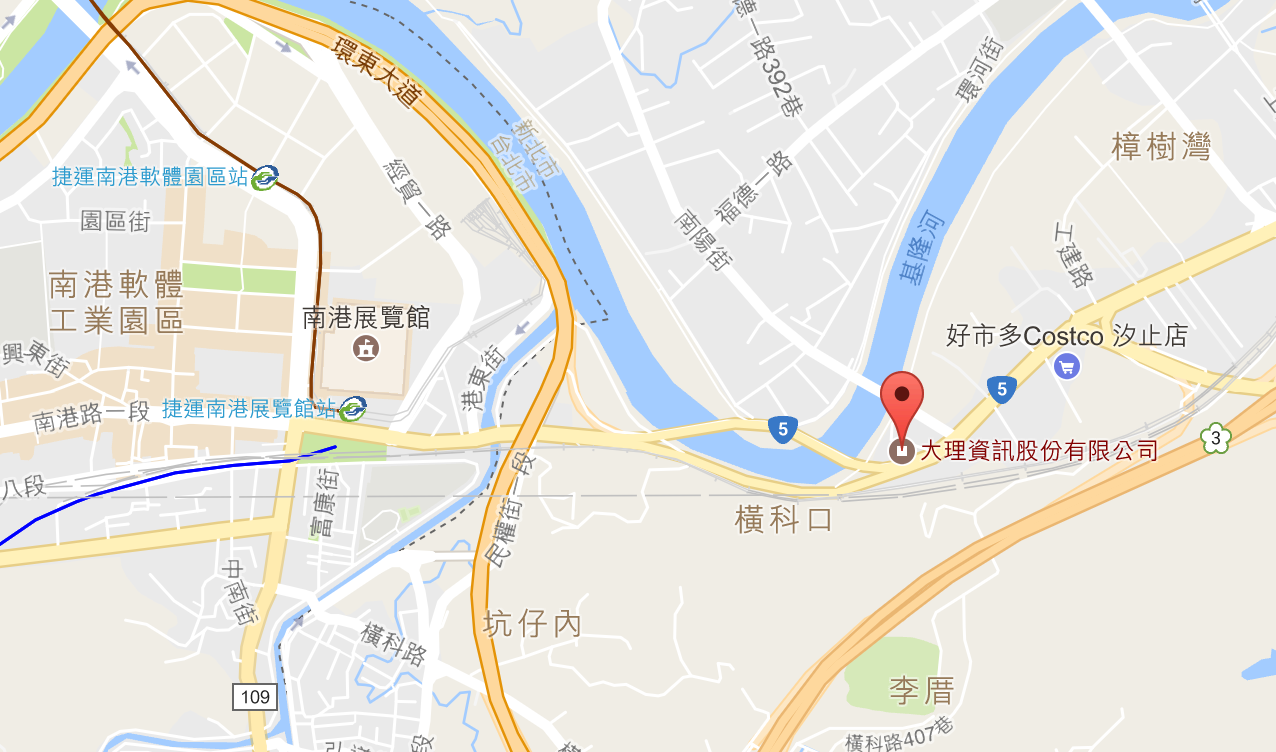 環東大道
德一路392巷
環河街
樟樹灣
新北市
台北市
捷運南港軟體園區站
經貿一路
福德一路
園區街
南陽街
基隆河
工建路
南港軟體
工業園區
南港展覽館
好市多Costco 汐止店
興東街
港東街
5
南港路一段
捷運南港展覽館站
5
大理資訊股份有限公司
3
八段
富康街
民權街一段
橫科口
中南街
坑仔內
橫科路
109
李厝
橫科路407巷